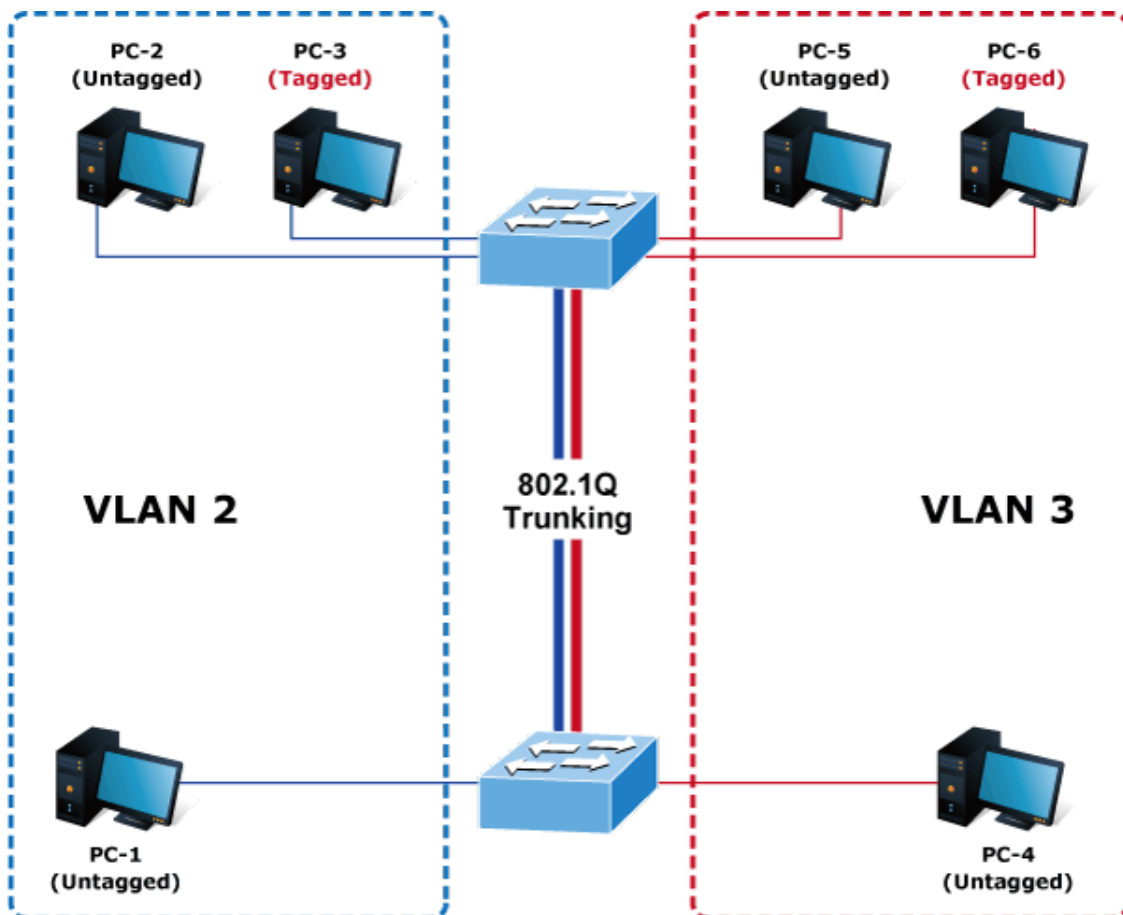 PC-2
(Untagged)
PC-3
(Tagged)
PC-5
(Untagged)
PC-6
(Tagged)
802.1Q
Trunking
VLAN 2
VLAN 3
PC-1
(Untagged)
PC-4
(Untagged)